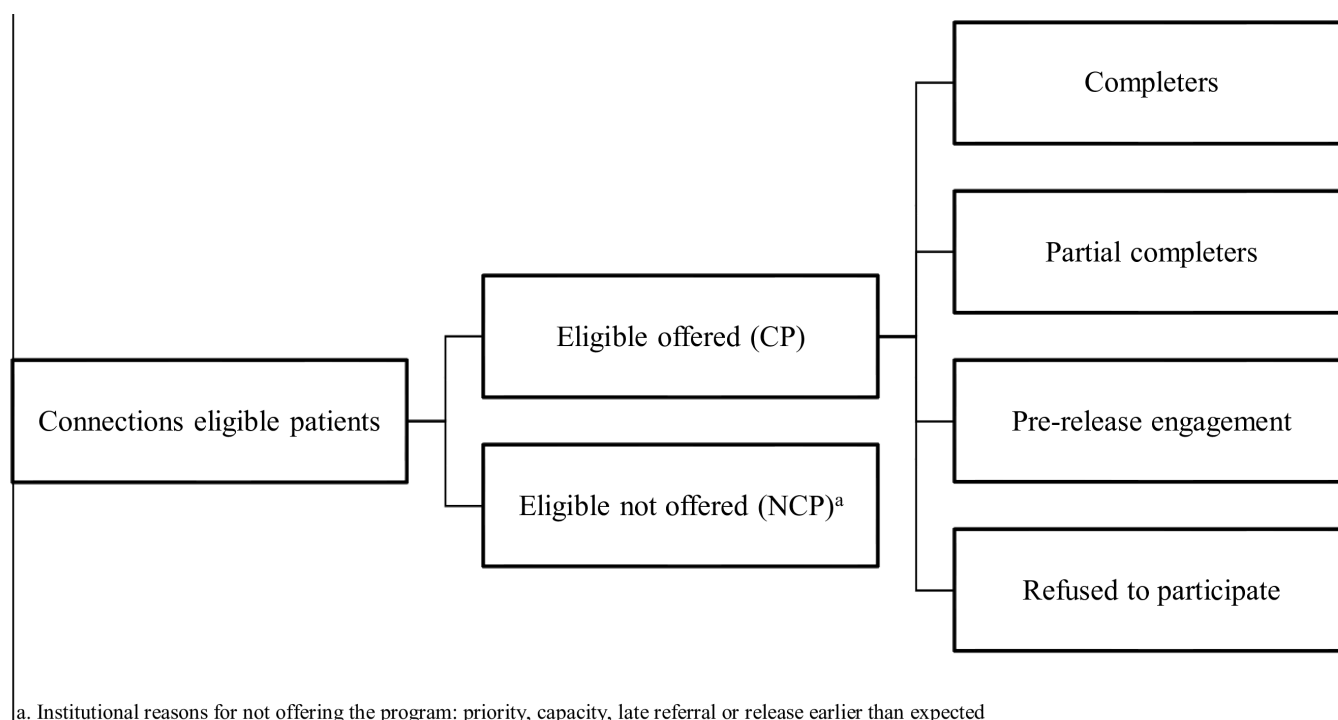 Completers
Partial completers
Eligible offered (CP)
Connections eligible patients
Pre-release engagement
Eligible not offered (NCP)ᵃ
Refused to participate
a. Institutional reasons for not offering the program: priority, capacity, late referral or release earlier than expected